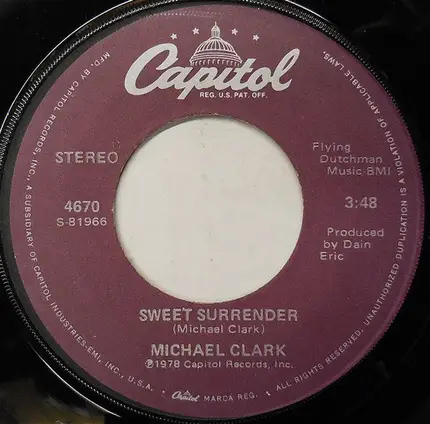 Capitol
REG. U.S. PAT. OFF.
MFD. BY CAPITOL RECORDS, INC., A SUBSIDIARY OF CAPITOL INDUSTRIES-EMI, INC., U.S.A. • Capitol MARCA REG. • ALL RIGHTS RESERVED. UNAUTHORIZED DUPLICATION IS A VIOLATION OF APPLICABLE LAWS.
STEREO
4670
S-81966
Flying
Dutchman
Music-BMI
3:48
Produced
by Dain
Eric
SWEET SURRENDER
(Michael Clark)
MICHAEL CLARK
℗1978 Capitol Records, Inc.